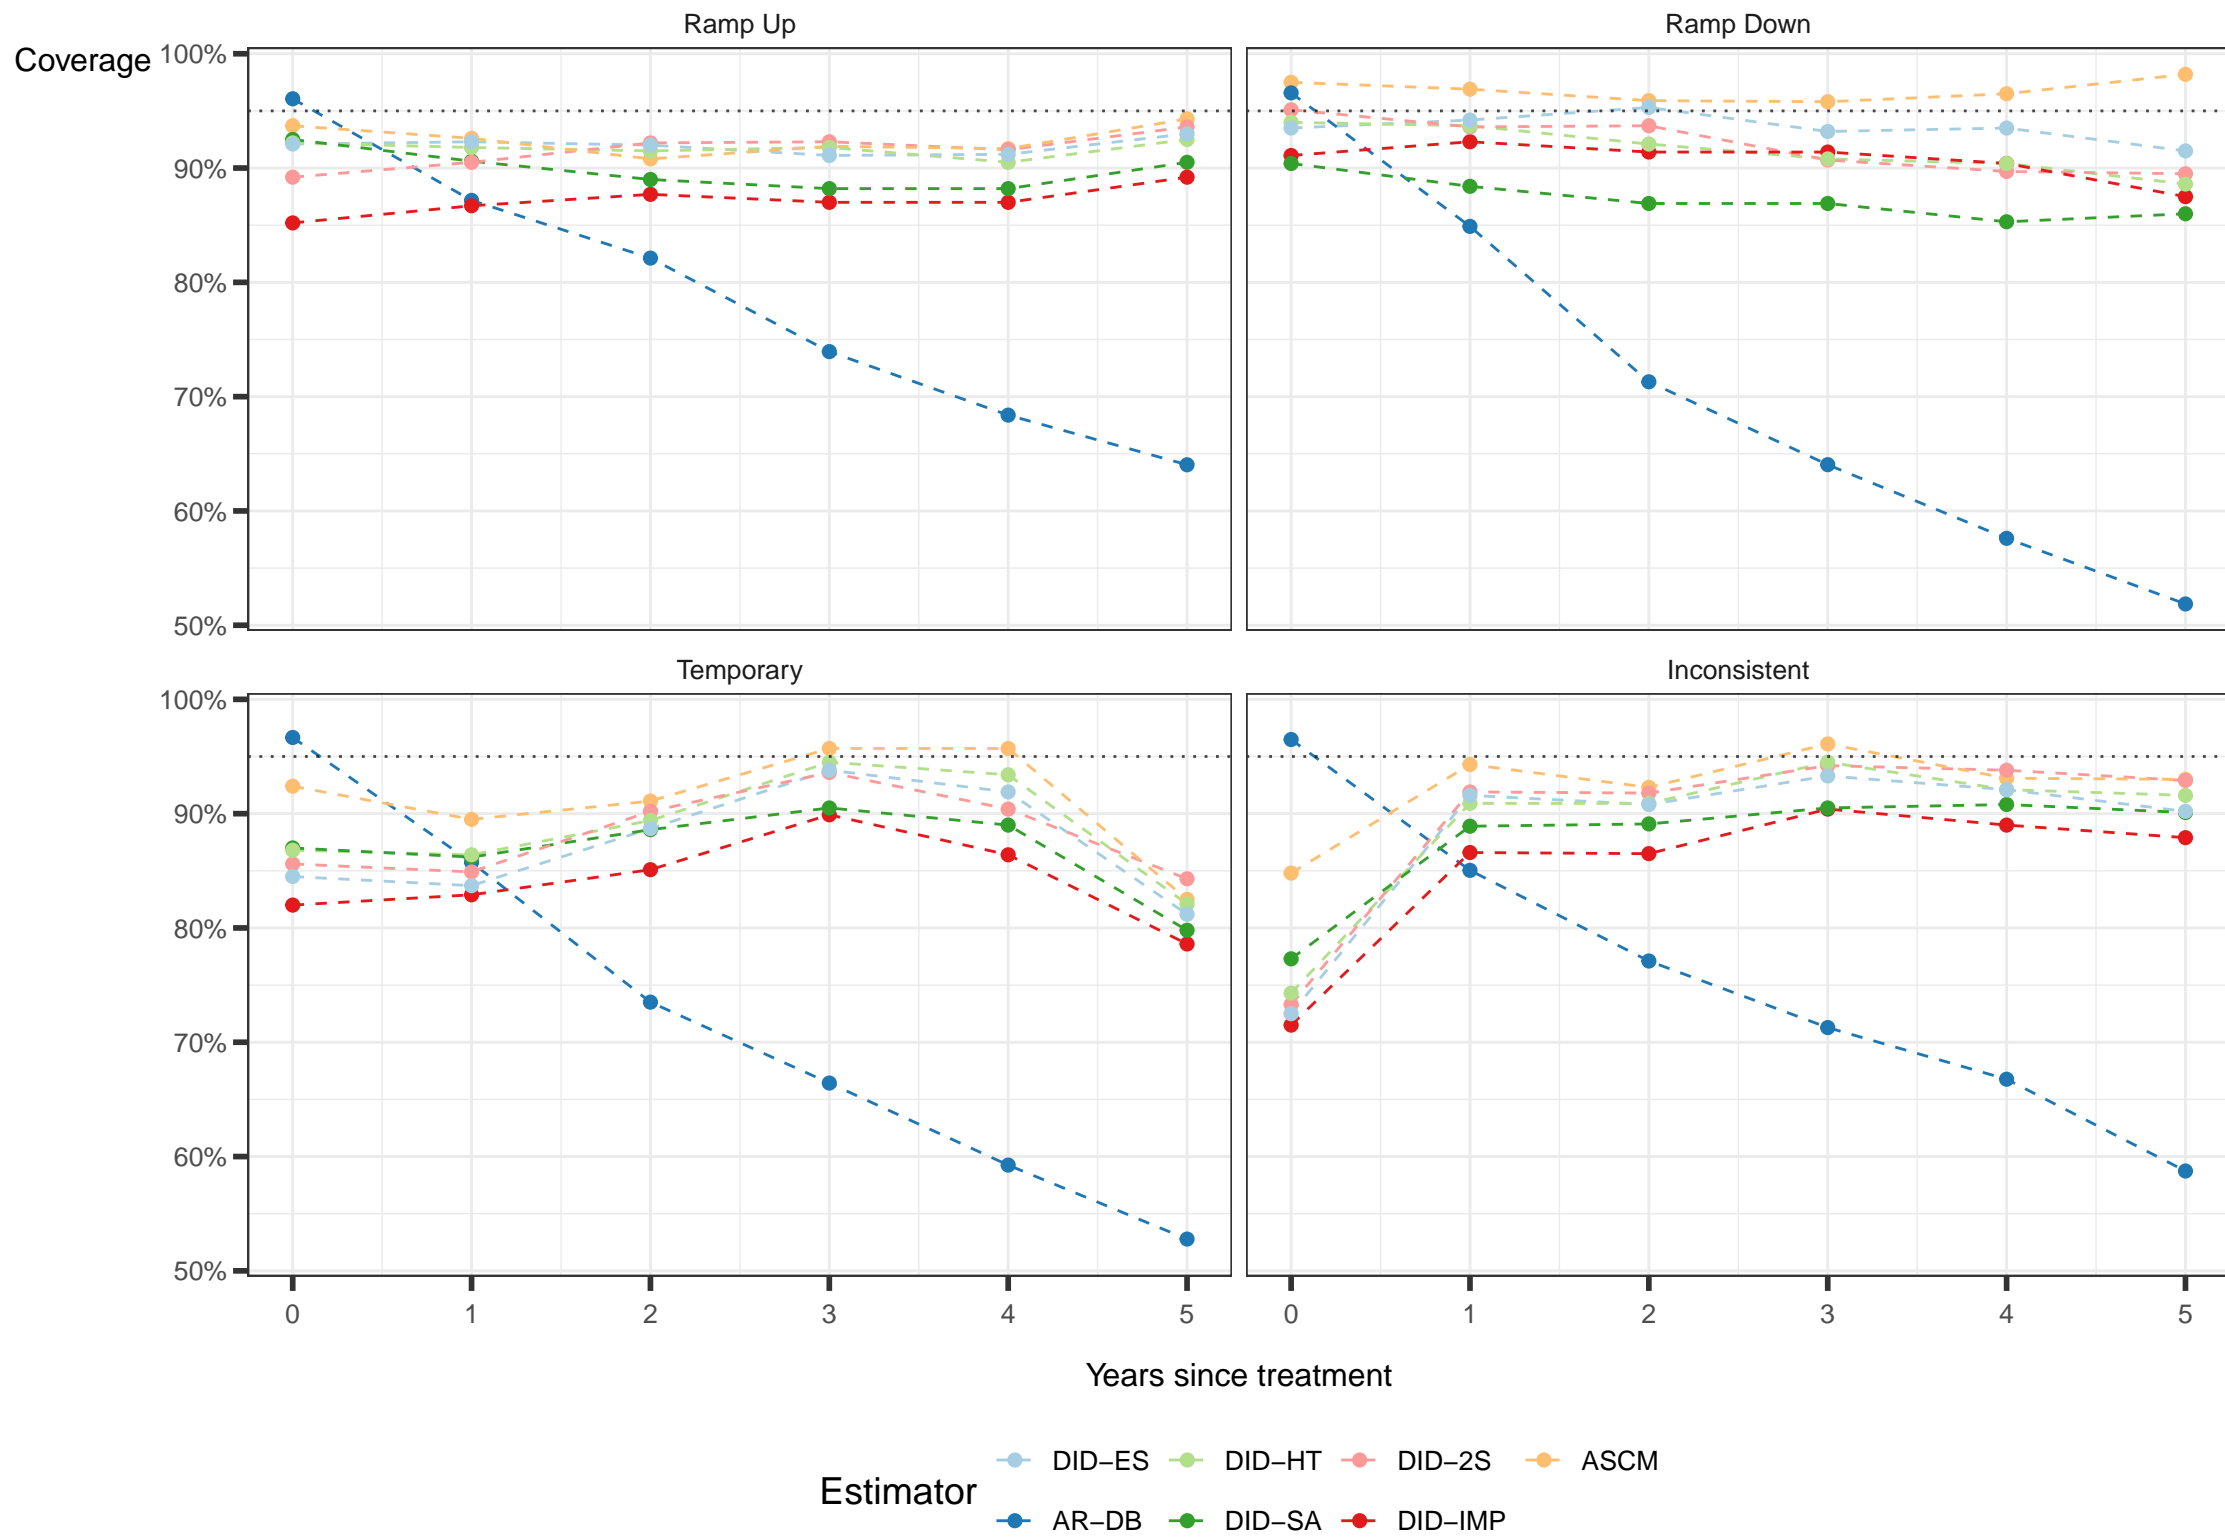 Ramp Up
Ramp Down
Coverage
100%
90%
80%
70%
60%
50%
Temporary
Inconsistent
100%
90%
80%
70%
60%
50%
0 1 2 3 4 5
0 1 2 3 4 5
Years since treatment
Estimator
DID−ES DID−HT DID−2S ASCM
AR−DB DID−SA DID−IMP